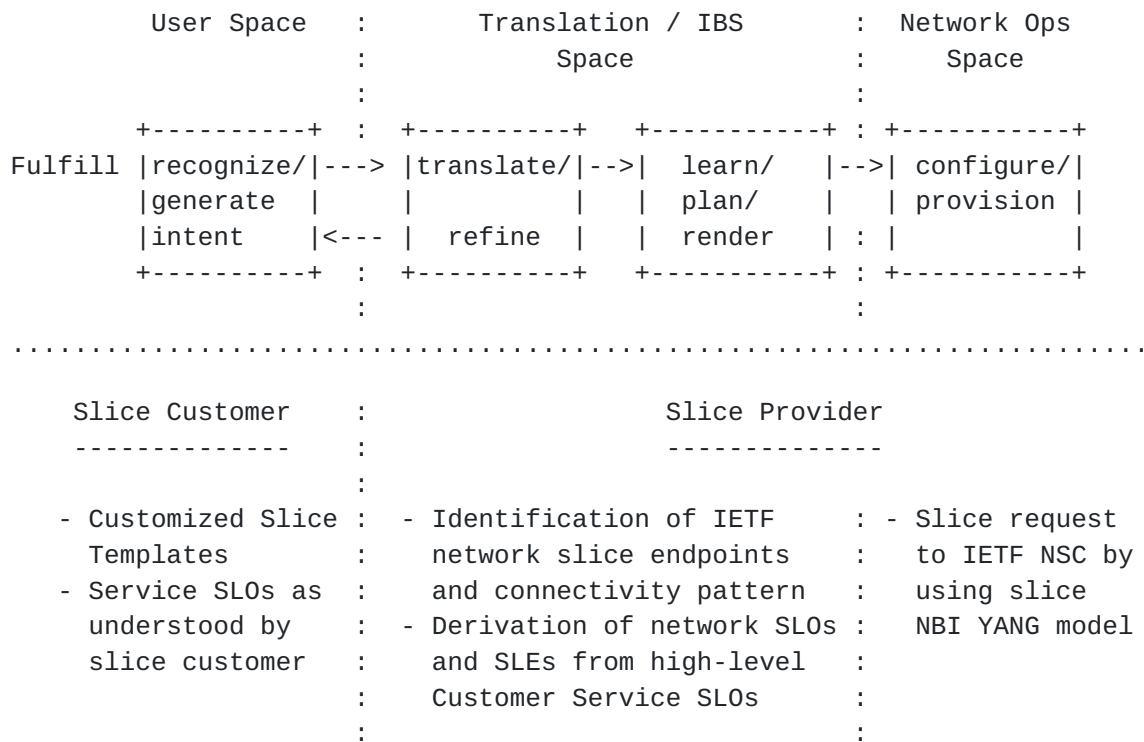 User Space   :       Translation / IBS       :  Network Ops
                      :            Space              :     Space
                      :                               :
        +----------+  :  +----------+   +-----------+ : +-----------+
Fulfill |recognize/|---> |translate/|-->|  learn/   |-->| configure/|
        |generate  |     |          |   |  plan/    |   | provision |
        |intent    |<--- |  refine  |   |  render   | : |           |
        +----------+  :  +----------+   +-----------+ : +-----------+
                      :                               :
.........................................................................
    Slice Customer    :                   Slice Provider
    --------------    :                   --------------
                      :
   - Customized Slice :  - Identification of IETF     : - Slice request
     Templates        :    network slice endpoints    :   to IETF NSC by
   - Service SLOs as  :    and connectivity pattern   :   using slice
     understood by    :  - Derivation of network SLOs :   NBI YANG model
     slice customer   :    and SLEs from high-level   :
                      :    Customer Service SLOs      :
                      :                               :